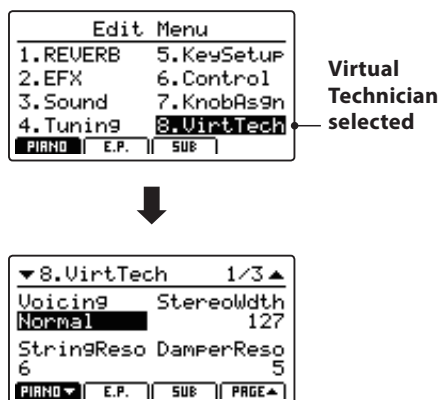 Edit Menu
1.REVERB 5.KeySetup
2.EFX 6.Control
3.Sound 7.KnobAsgn
4.Tuning 8.VirtTech
PIANO E.P. SUB
Virtual
Technician
selected
▼8.VirtTech 1/3▲
Voicing StereoWdth
Normal 127
StringReso DamperReso
6 5
PIANO▼ E.P. SUB PAGE▲